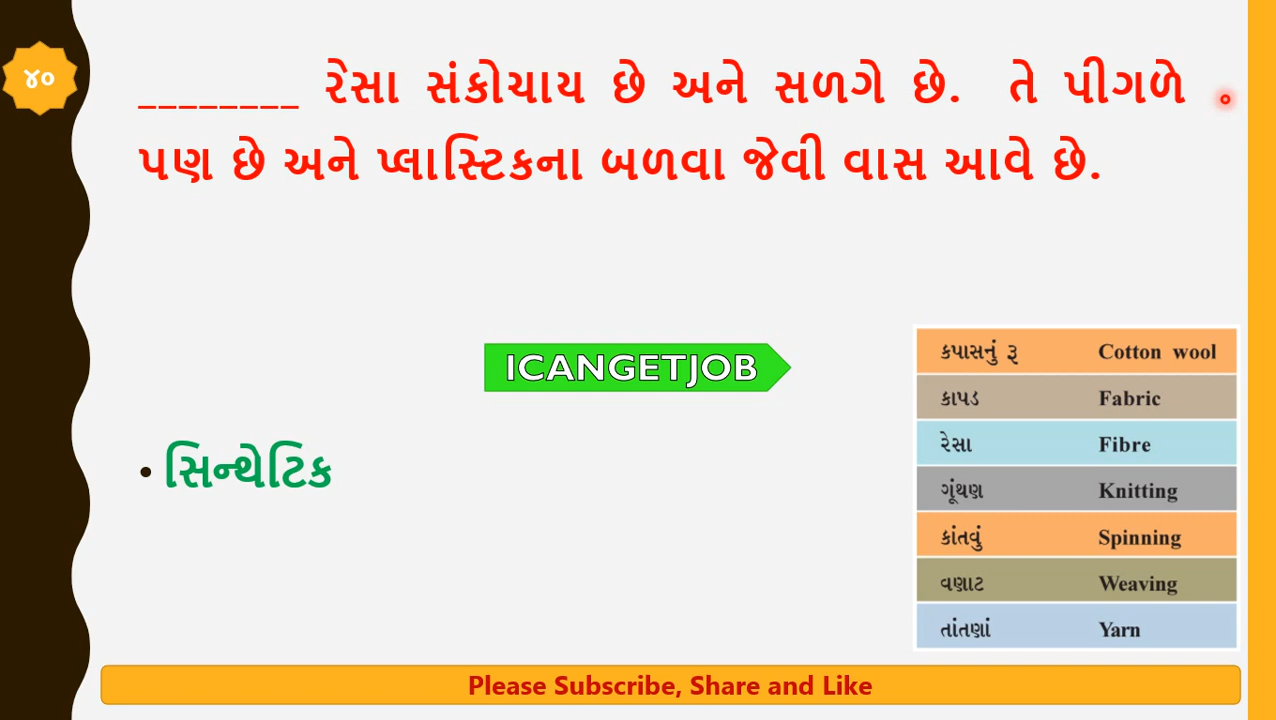 ૪૦
________ રેસા સંકોચાય છે અને સળગે છે. તે પીગળે
પણ છે અને પ્લાસ્ટિકના બળવા જેવી વાસ આવે છે.
ICANGETJOB
• સિન્થેટિક
કપાસનું રૂ Cotton wool
કાપડ Fabric
રેસા Fibre
ગૂંથણ Knitting
કાંતવું Spinning
વણાટ Weaving
તાંતણાં Yarn
Please Subscribe, Share and Like